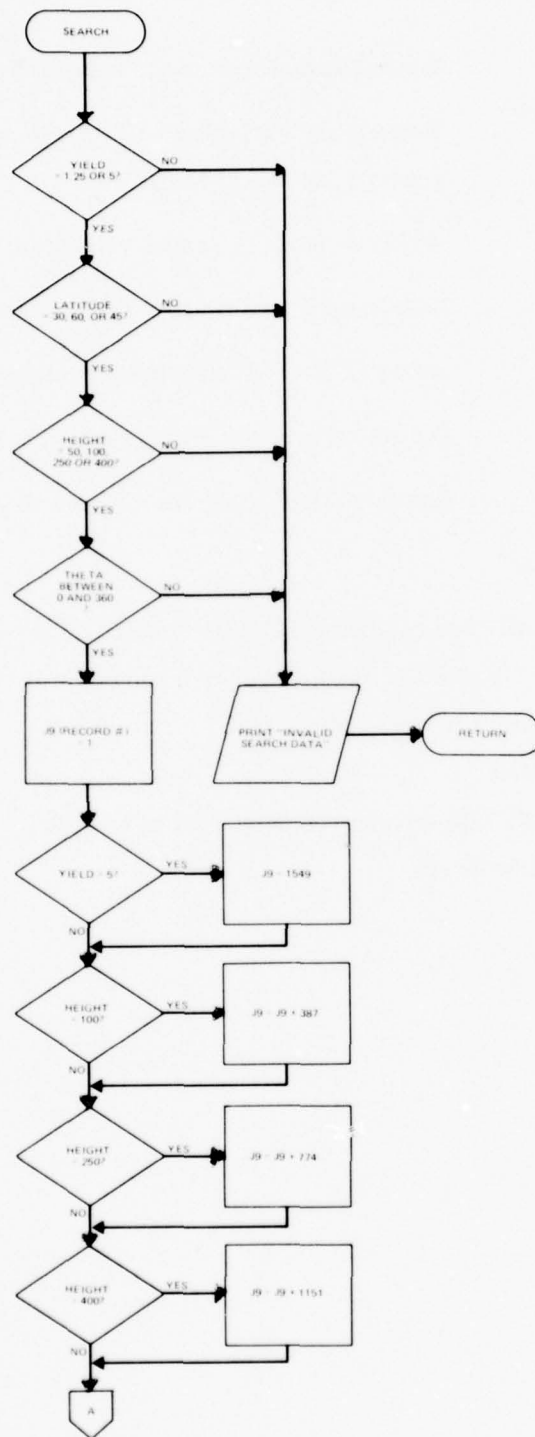 SEARCH
YIELD
= 1.25 OR 5?
NO
YES
LATITUDE
= 30, 60, OR 45?
NO
YES
HEIGHT
= 50, 100,
250 OR 400?
NO
YES
THETA
BETWEEN
0 AND 360
?
NO
YES
J9 (RECORD #)
= 1
PRINT "INVALID
SEARCH DATA"
RETURN
YIELD = 5?
YES
J9 = 1549
NO
HEIGHT
= 100?
YES
J9 = J9 + 387
NO
HEIGHT
= 250?
YES
J9 = J9 + 774
NO
HEIGHT
= 400?
YES
J9 = J9 + 1151
NO
A